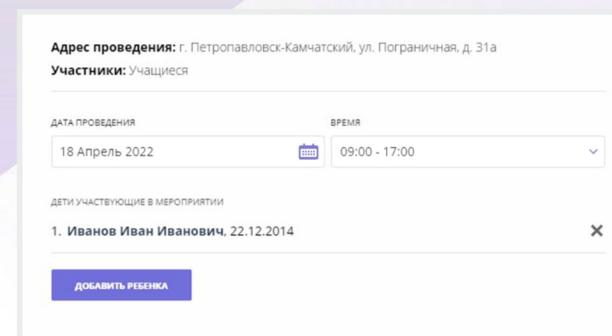 Адрес проведения: г. Петропавловск-Камчатский, ул. Пограничная, д. 31а
Участники: Учащиеся
ДАТА ПРОВЕДЕНИЯ ВРЕМЯ
18 Апрель 2022 09:00 - 17:00
ДЕТИ УЧАСТВУЮЩИЕ В МЕРОПРИЯТИИ
1. Иванов Иван Иванович, 22.12.2014
ДОБАВИТЬ РЕБЕНКА